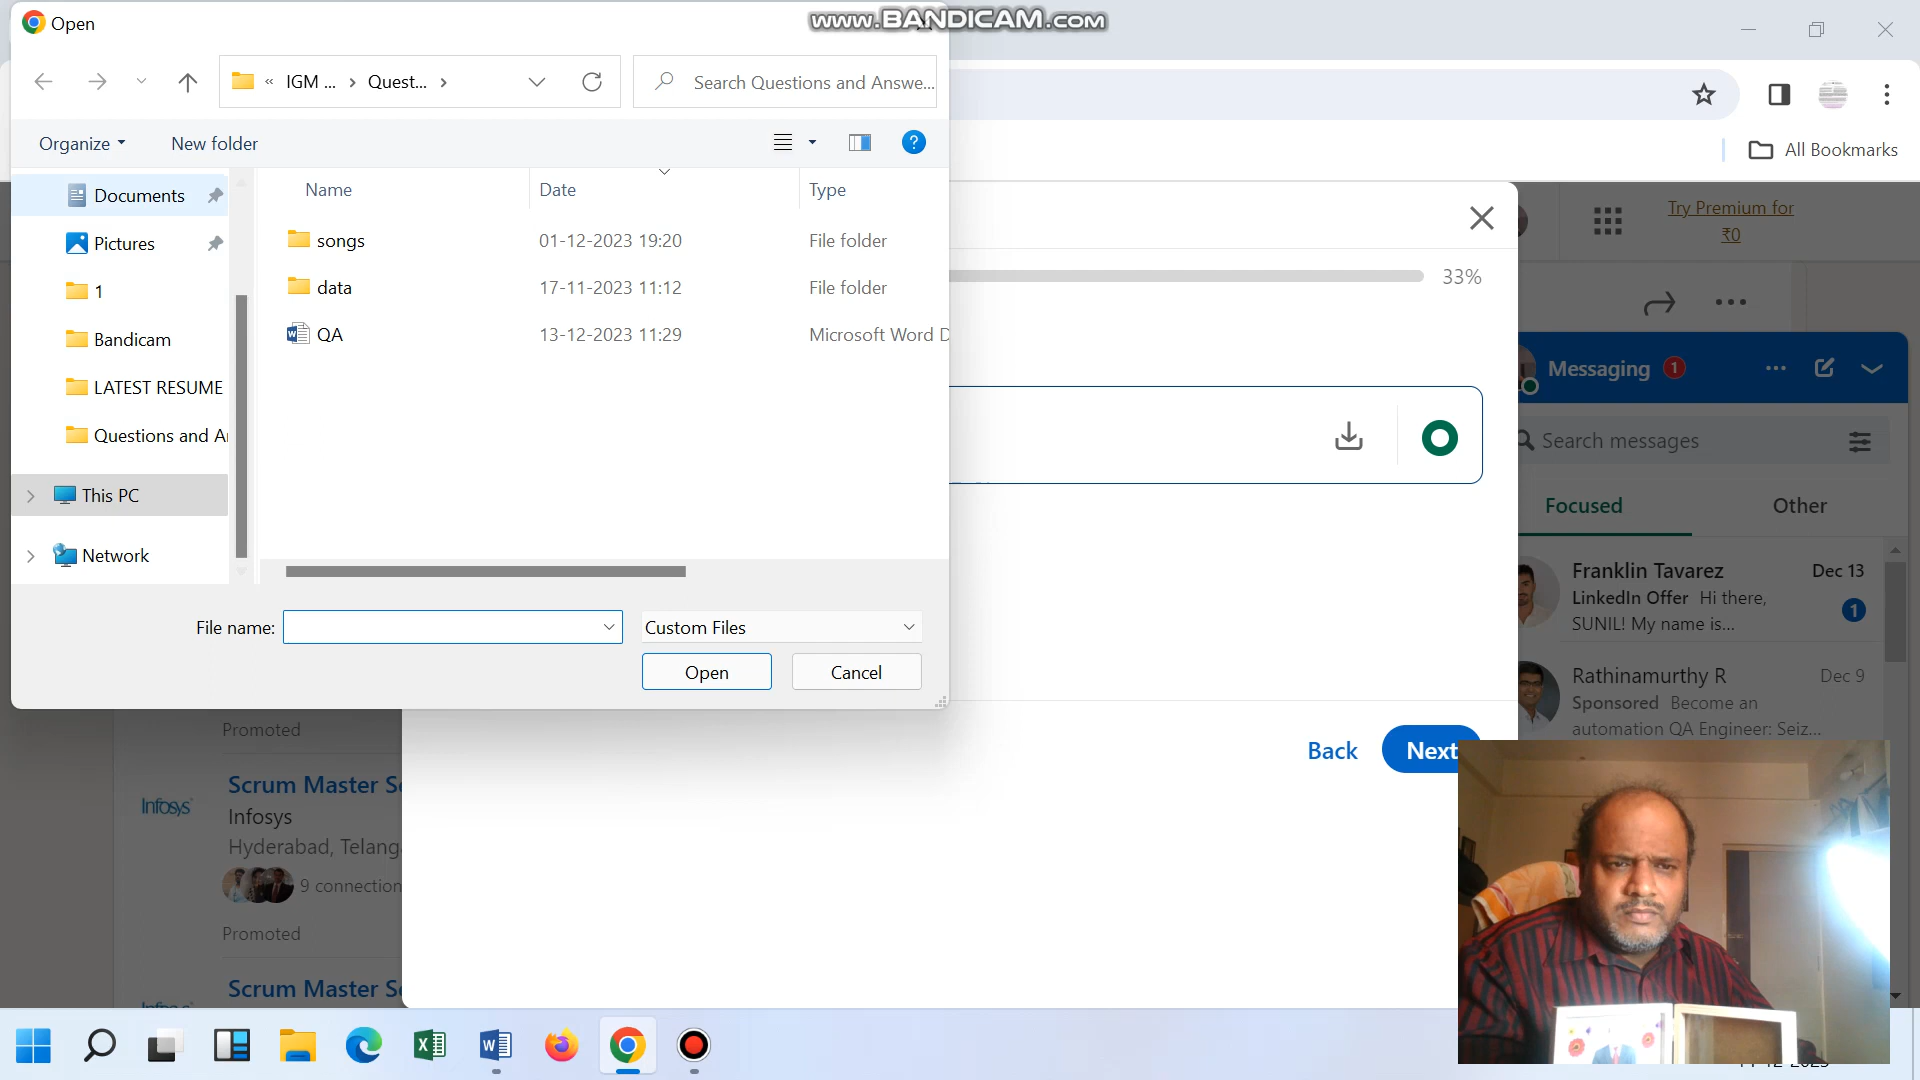 Open
www.BANDICAM.com
IGM ...
Quest...
Search Questions and Answe...
Organize
New folder
All Bookmarks
Documents
Pictures
1
Bandicam
LATEST RESUME
Questions and A
This PC
Network
Name
Date
Type
songs
01-12-2023 19:20
File folder
data
17-11-2023 11:12
File folder
QA
13-12-2023 11:29
Microsoft Word D
File name:
Custom Files
Open
Cancel
Try Premium for
₹0
33%
Messaging
1
Search messages
Focused
Other
Franklin Tavarez
Dec 13
LinkedIn Offer Hi there,
SUNIL! My name is...
1
Rathinamurthy R
Dec 9
Sponsored Become an
automation QA Engineer: Seiz...
Back
Next
Promoted
Infosys
Scrum Master S
Infosys
Hyderabad, Telang
9 connection
Promoted
Scrum Master S